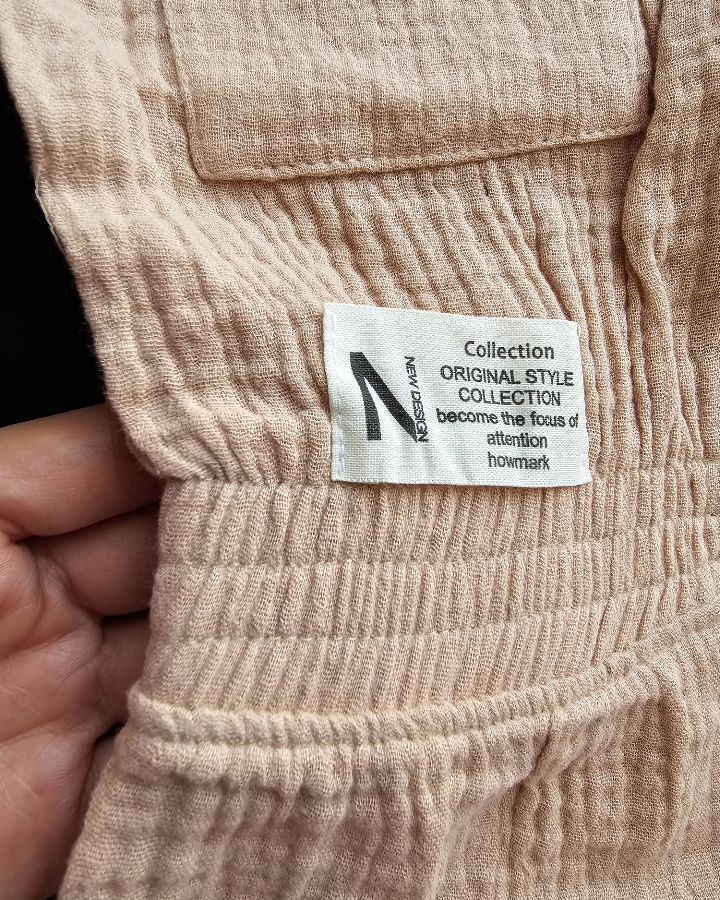 N
NEW DESIGN
Collection
ORIGINAL STYLE
COLLECTION
become the focus of
attention
howmark